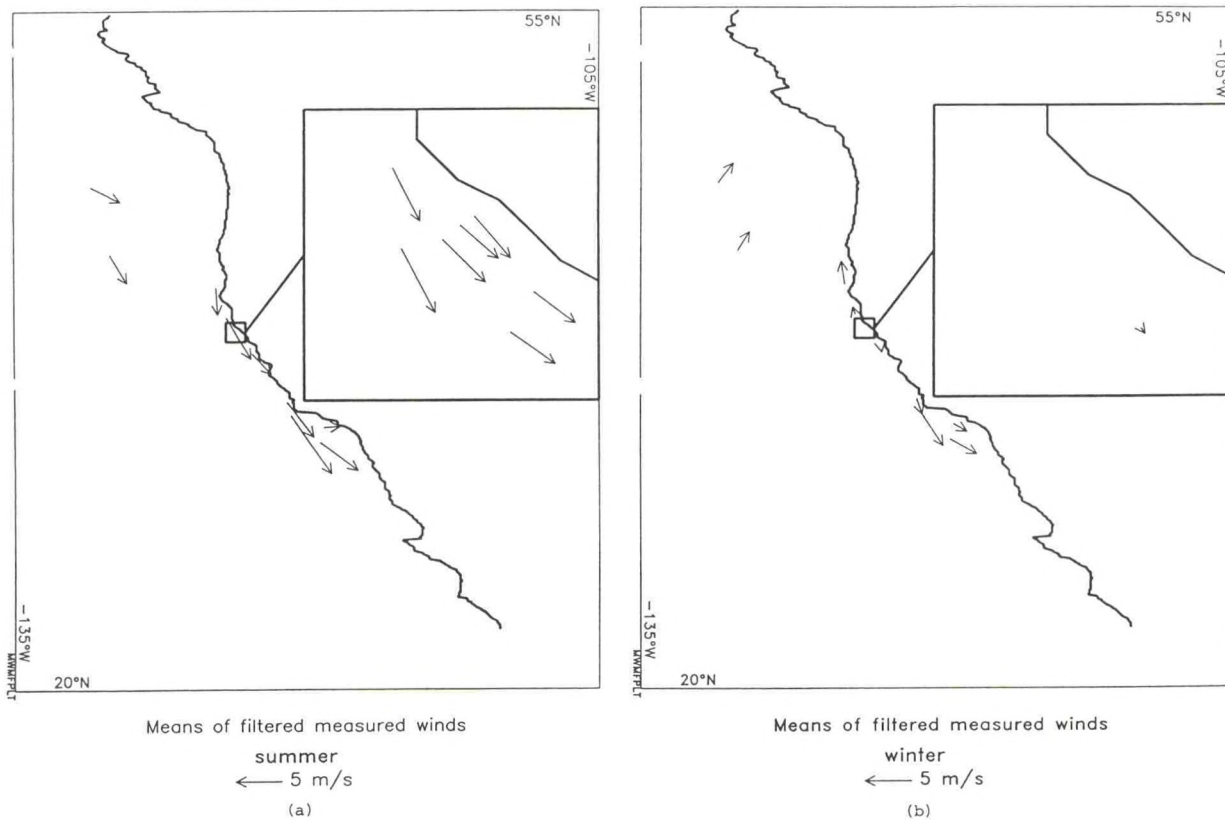 55°N
-105°W
-135°W
MWMFPLT
20°N
Means of filtered measured winds
summer
5 m/s
(a)
55°N
-105°W
-135°W
MWMFPLT
20°N
Means of filtered measured winds
winter
5 m/s
(b)